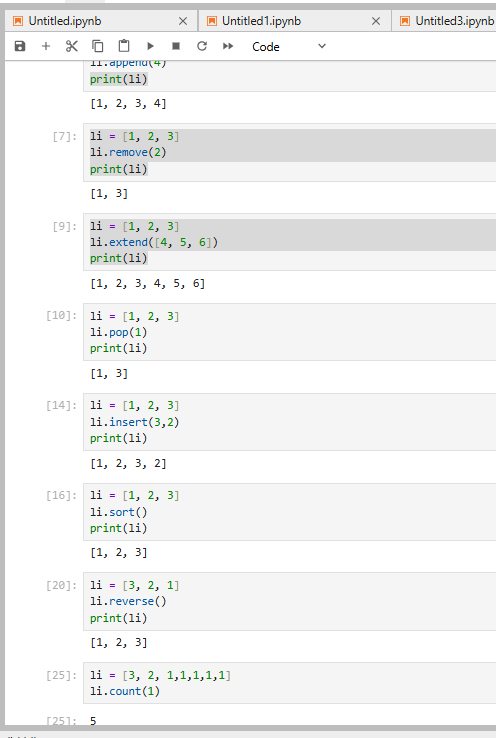 Untitled.ipynb
Untitled1.ipynb
Untitled3.ipynb
Code
li.append(4)
print(li)
[1, 2, 3, 4]
[7]: li = [1, 2, 3]
li.remove(2)
print(li)
[1, 3]
[9]: li = [1, 2, 3]
li.extend([4, 5, 6])
print(li)
[1, 2, 3, 4, 5, 6]
[10]: li = [1, 2, 3]
li.pop(1)
print(li)
[1, 3]
[14]: li = [1, 2, 3]
li.insert(3,2)
print(li)
[1, 2, 3, 2]
[16]: li = [1, 2, 3]
li.sort()
print(li)
[1, 2, 3]
[20]: li = [3, 2, 1]
li.reverse()
print(li)
[1, 2, 3]
[25]: li = [3, 2, 1,1,1,1,1]
li.count(1)
[25]: 5